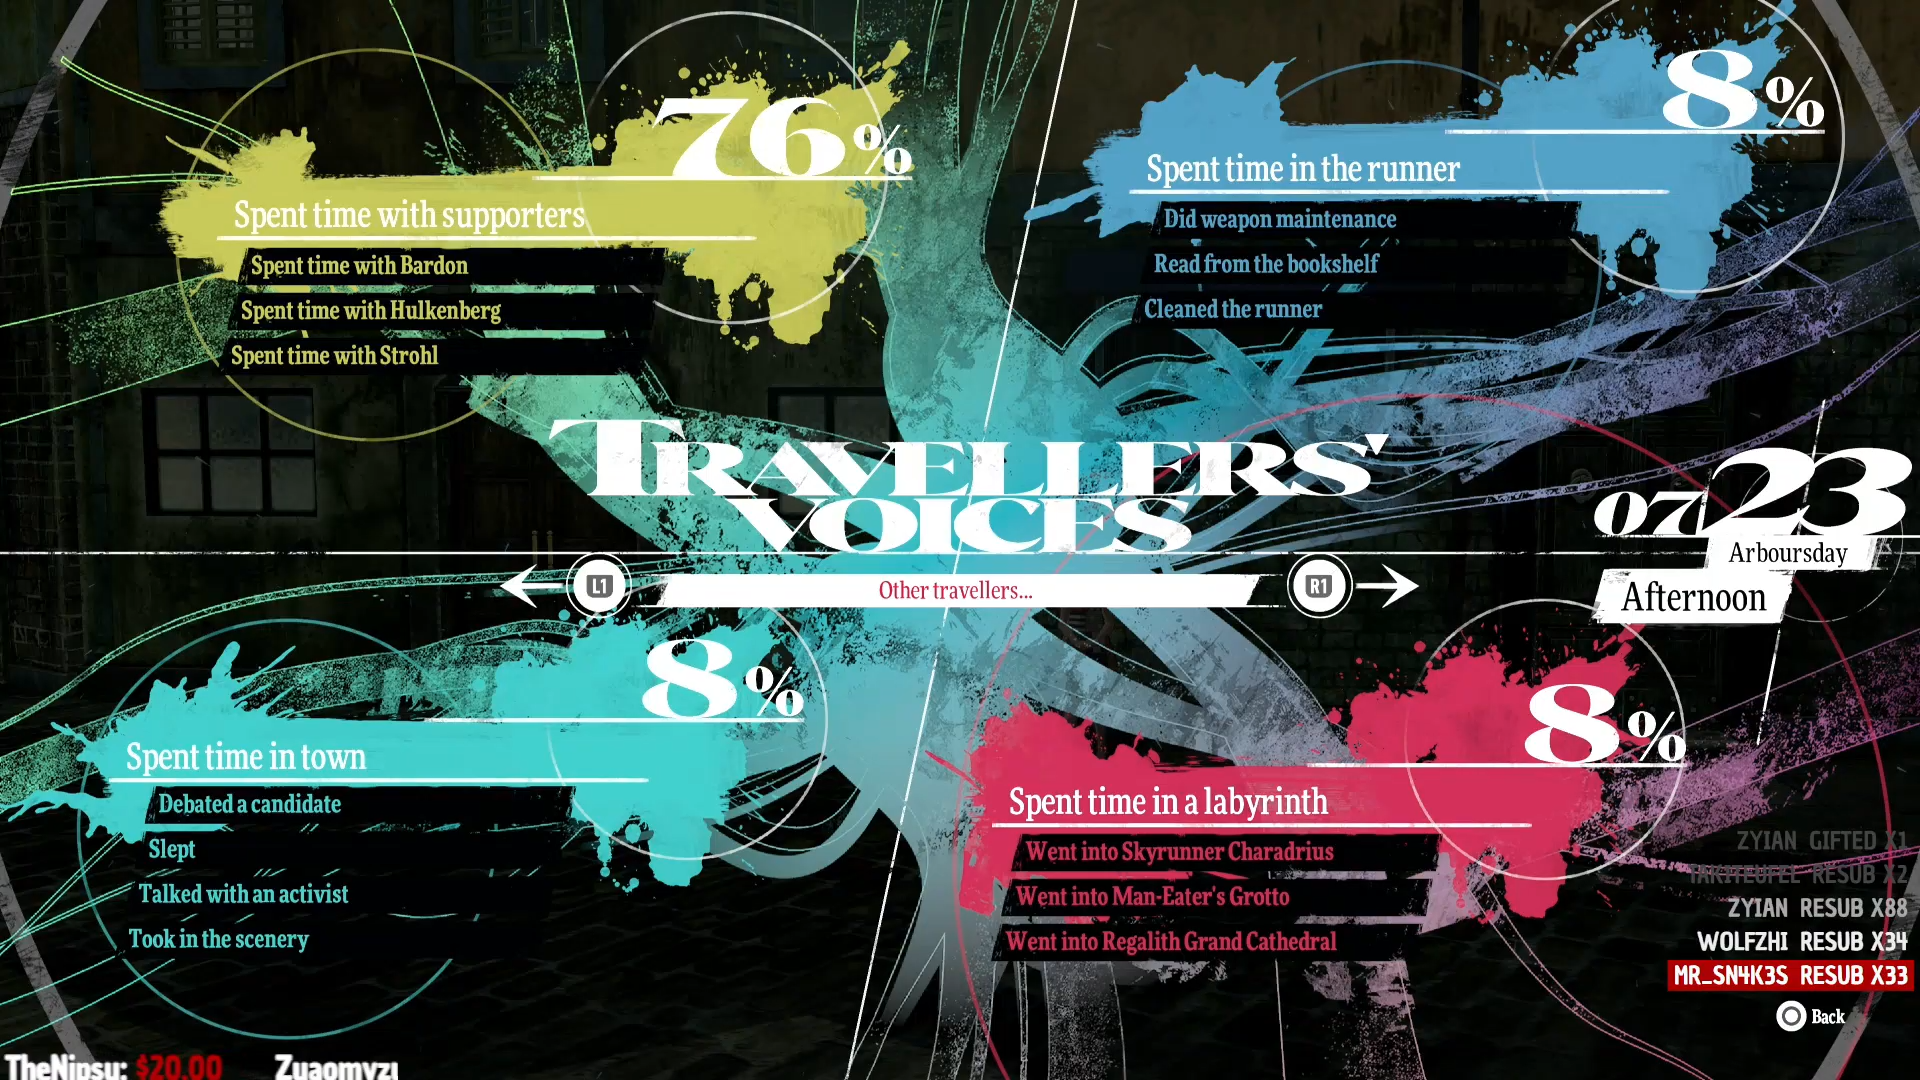 76%
Spent time with supporters
Spent time with Bardon
Spent time with Hulkenberg
Spent time with Strohl
8%
Spent time in the runner
Did weapon maintenance
Read from the bookshelf
Cleaned the runner
TRAVELLERS'
VOICES
L1
Other travellers...
R1
07/23
Arboursday
Afternoon
8%
Spent time in town
Debated a candidate
Slept
Talked with an activist
Took in the scenery
8%
Spent time in a labyrinth
Went into Skyrunner Charadrius
Went into Man-Eater's Grotto
Went into Regalith Grand Cathedral
ZYIAN GIFTED X1
TAKITEUFEL RESUB X2
ZYIAN RESUB X88
WOLFZHI RESUB X34
MR_SN4K3S RESUB X33
Back
TheNipsu: $20.00